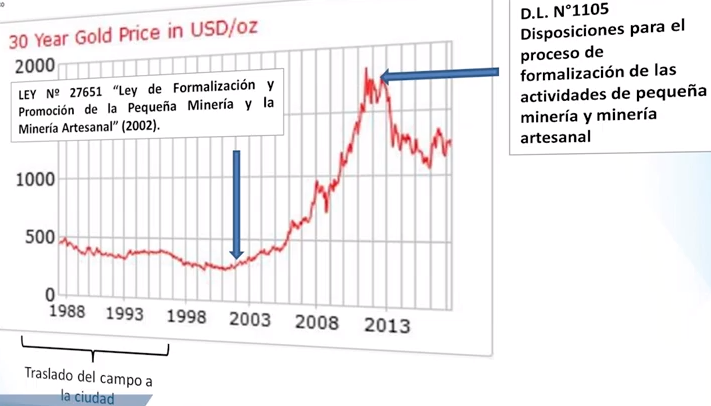 30 Year Gold Price in USD/oz
2000
LEY Nº 27651 “Ley de Formalización y
Promoción de la Pequeña Minería y la
Minería Artesanal” (2002).
1000
500
0
1988 1993 1998 2003 2008 2013
Traslado del campo a
la ciudad
D.L. N°1105
Disposiciones para el
proceso de
formalización de las
actividades de pequeña
minería y minería
artesanal